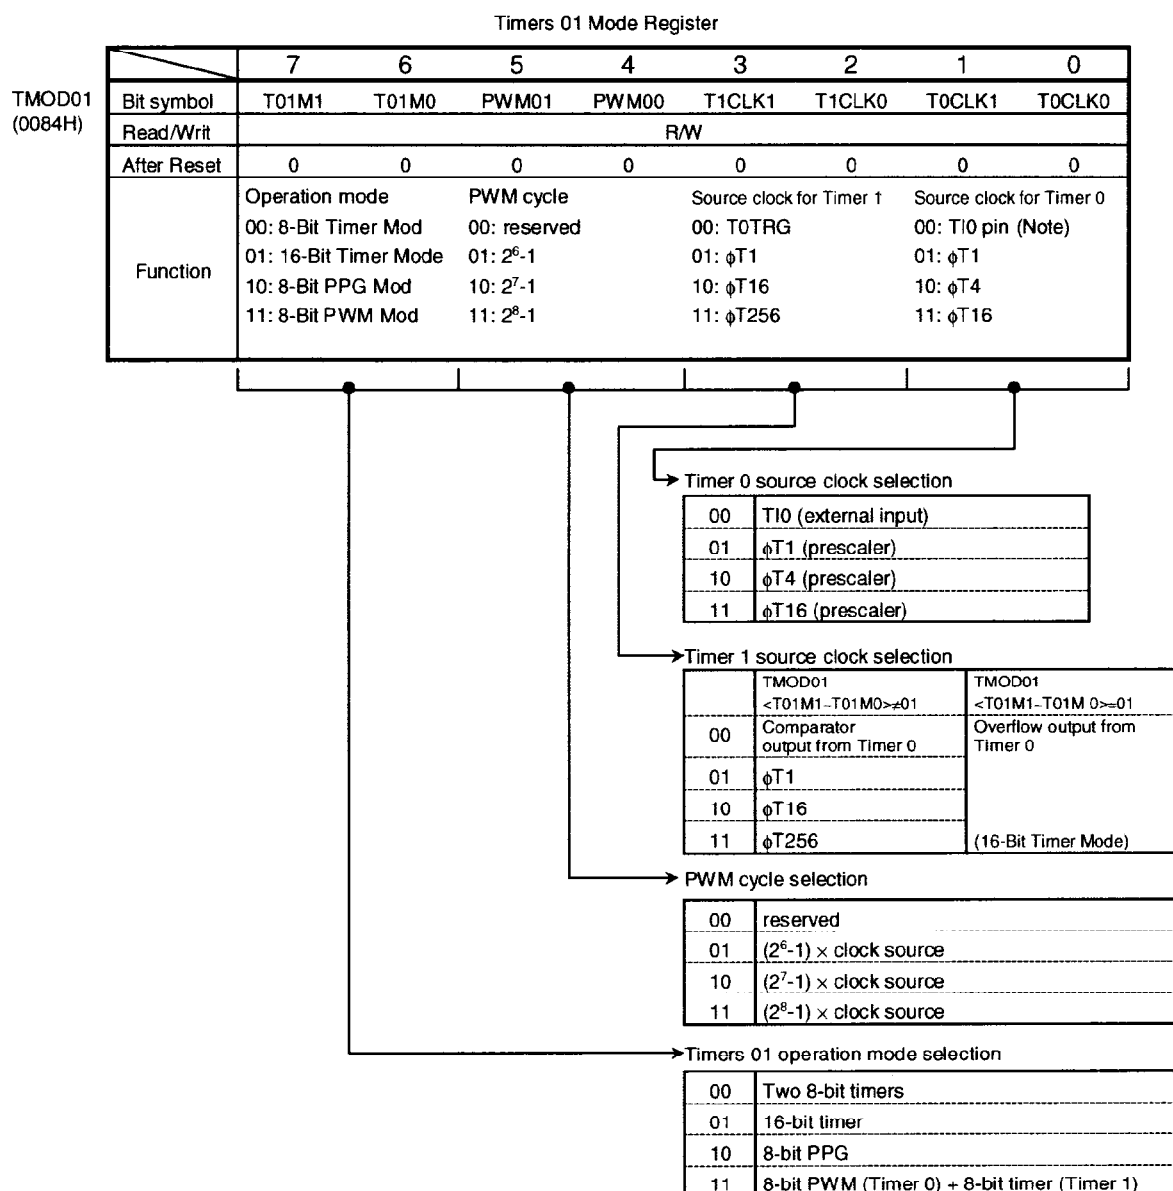 Timers 01 Mode Register
7 6 5 4 3 2 1 0
TMOD01
(0084H)
Bit symbol T01M1 T01M0 PWM01 PWM00 T1CLK1 T1CLK0 T0CLK1 T0CLK0
Read/Writ R/W
After Reset 0 0 0 0 0 0 0 0
Function
Operation mode PWM cycle Source clock for Timer 1 Source clock for Timer 0
00: 8-Bit Timer Mod 00: reserved 00: T0TRG 00: TI0 pin (Note)
01: 16-Bit Timer Mode 01: 2⁶-1 01: ϕT1 01: ϕT1
10: 8-Bit PPG Mod 10: 2⁷-1 10: ϕT16 10: ϕT4
11: 8-Bit PWM Mod 11: 2⁸-1 11: ϕT256 11: ϕT16
Timer 0 source clock selection
00 TI0 (external input)
01 ϕT1 (prescaler)
10 ϕT4 (prescaler)
11 ϕT16 (prescaler)
Timer 1 source clock selection
TMOD01 TMOD01
<T01M1~T01M0>≠01 <T01M1~T01M 0>=01
00 Comparator Overflow output from
output from Timer 0 Timer 0
01 ϕT1
10 ϕT16
11 ϕT256 (16-Bit Timer Mode)
PWM cycle selection
00 reserved
01 (2⁶-1) × clock source
10 (2⁷-1) × clock source
11 (2⁸-1) × clock source
Timers 01 operation mode selection
00 Two 8-bit timers
01 16-bit timer
10 8-bit PPG
11 8-bit PWM (Timer 0) + 8-bit timer (Timer 1)